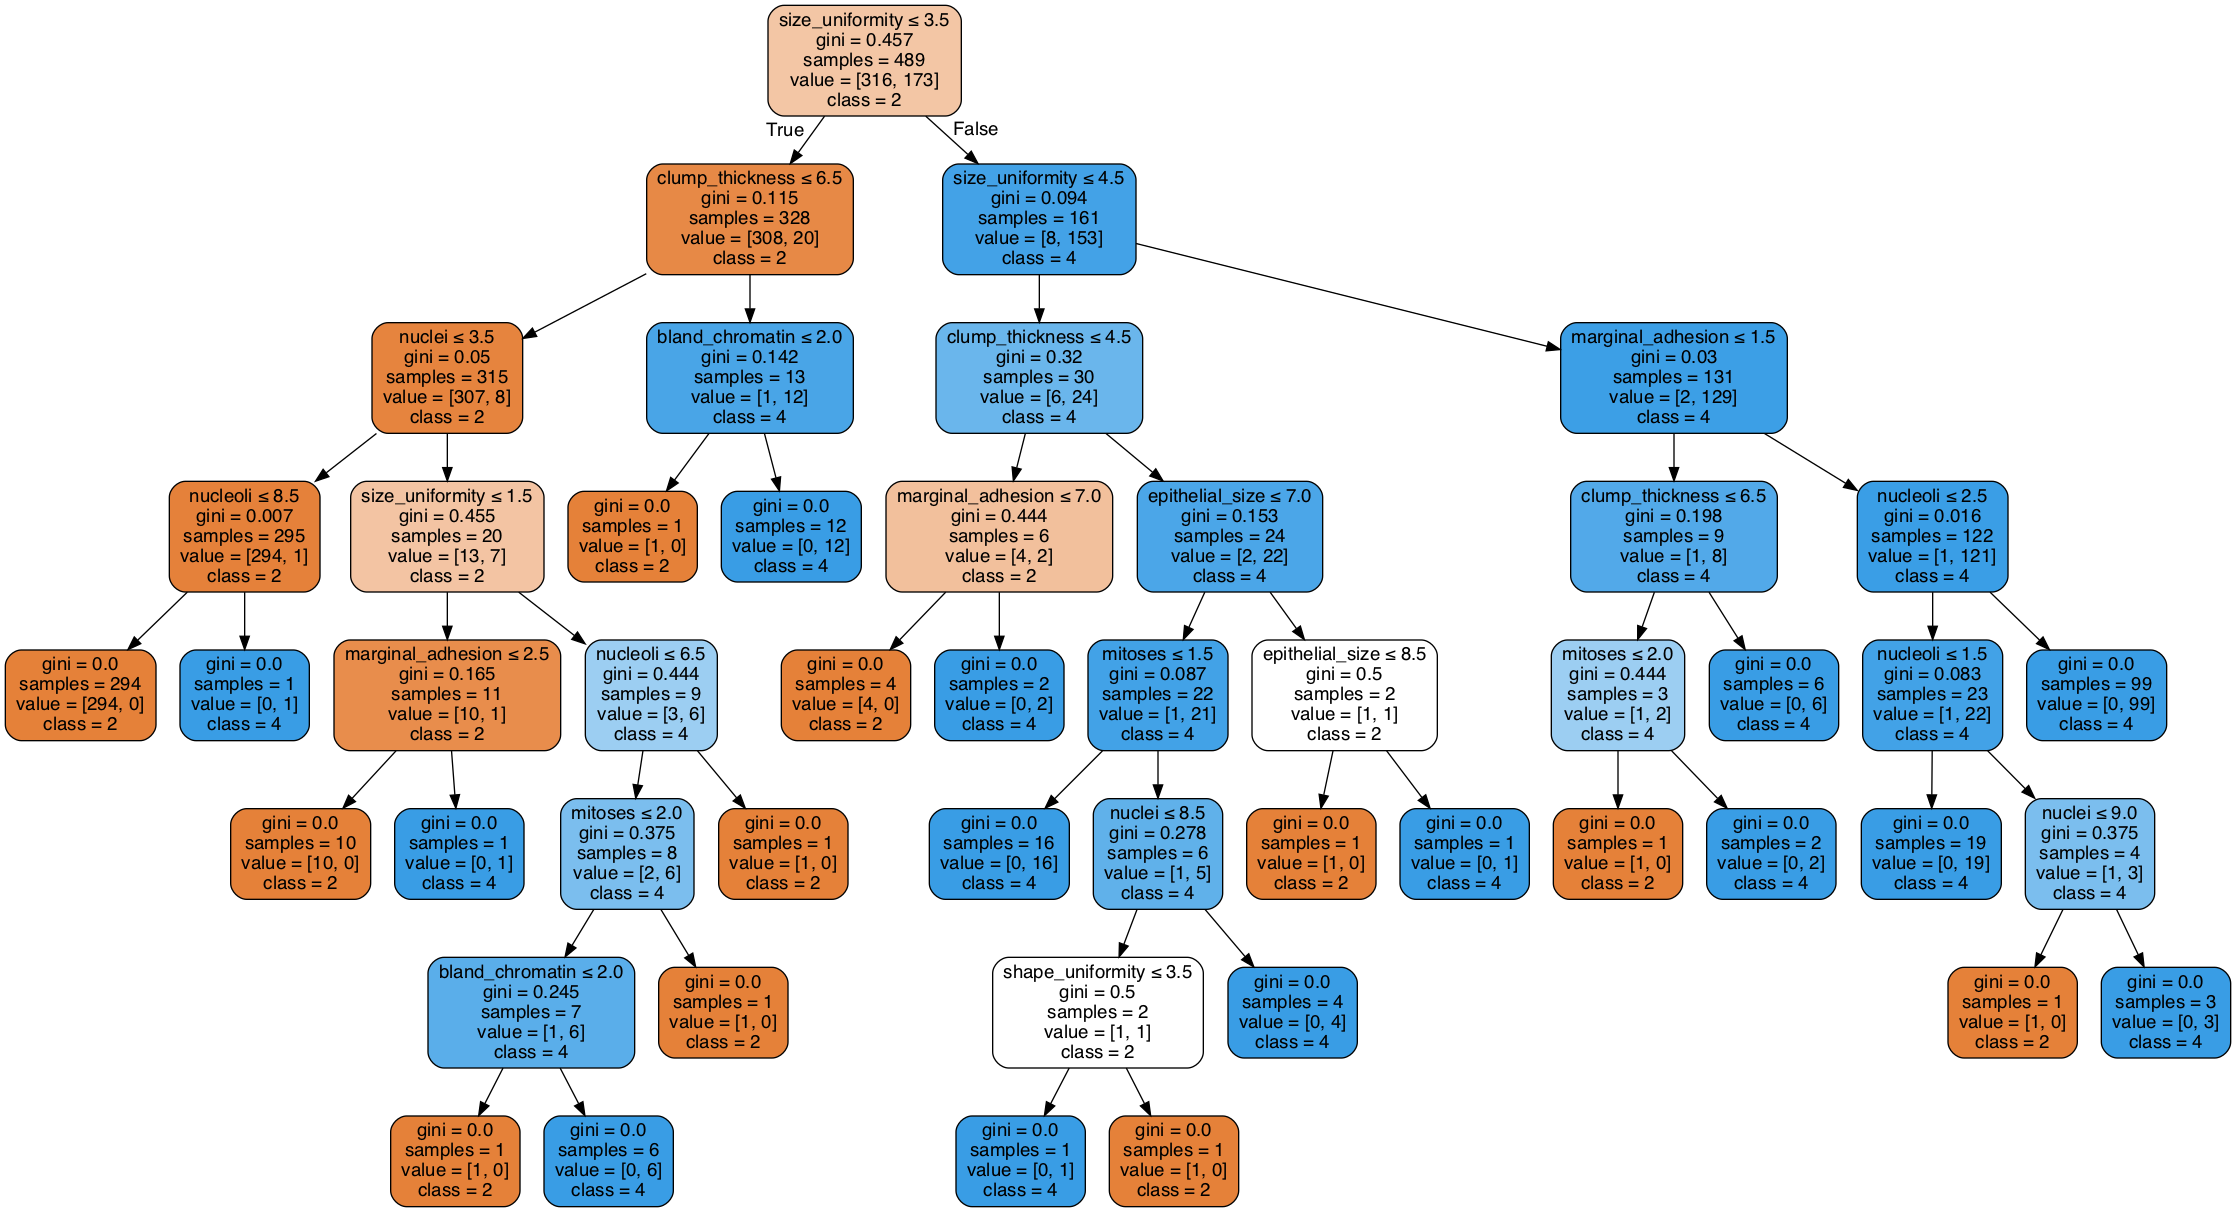 size_uniformity ≤ 3.5
gini = 0.457
samples = 489
value = [316, 173]
class = 2
True
False
clump_thickness ≤ 6.5
gini = 0.115
samples = 328
value = [308, 20]
class = 2
size_uniformity ≤ 4.5
gini = 0.094
samples = 161
value = [8, 153]
class = 4
nuclei ≤ 3.5
gini = 0.05
samples = 315
value = [307, 8]
class = 2
bland_chromatin ≤ 2.0
gini = 0.142
samples = 13
value = [1, 12]
class = 4
clump_thickness ≤ 4.5
gini = 0.32
samples = 30
value = [6, 24]
class = 4
marginal_adhesion ≤ 1.5
gini = 0.03
samples = 131
value = [2, 129]
class = 4
nucleoli ≤ 8.5
gini = 0.007
samples = 295
value = [294, 1]
class = 2
size_uniformity ≤ 1.5
gini = 0.455
samples = 20
value = [13, 7]
class = 2
gini = 0.0
samples = 1
value = [1, 0]
class = 2
gini = 0.0
samples = 12
value = [0, 12]
class = 4
marginal_adhesion ≤ 7.0
gini = 0.444
samples = 6
value = [4, 2]
class = 2
epithelial_size ≤ 7.0
gini = 0.153
samples = 24
value = [2, 22]
class = 4
clump_thickness ≤ 6.5
gini = 0.198
samples = 9
value = [1, 8]
class = 4
nucleoli ≤ 2.5
gini = 0.016
samples = 122
value = [1, 121]
class = 4
gini = 0.0
samples = 294
value = [294, 0]
class = 2
gini = 0.0
samples = 1
value = [0, 1]
class = 4
marginal_adhesion ≤ 2.5
gini = 0.165
samples = 11
value = [10, 1]
class = 2
nucleoli ≤ 6.5
gini = 0.444
samples = 9
value = [3, 6]
class = 4
gini = 0.0
samples = 4
value = [4, 0]
class = 2
gini = 0.0
samples = 2
value = [0, 2]
class = 4
mitoses ≤ 1.5
gini = 0.087
samples = 22
value = [1, 21]
class = 4
epithelial_size ≤ 8.5
gini = 0.5
samples = 2
value = [1, 1]
class = 2
mitoses ≤ 2.0
gini = 0.444
samples = 3
value = [1, 2]
class = 4
gini = 0.0
samples = 6
value = [0, 6]
class = 4
nucleoli ≤ 1.5
gini = 0.083
samples = 23
value = [1, 22]
class = 4
gini = 0.0
samples = 99
value = [0, 99]
class = 4
gini = 0.0
samples = 10
value = [10, 0]
class = 2
gini = 0.0
samples = 1
value = [0, 1]
class = 4
mitoses ≤ 2.0
gini = 0.375
samples = 8
value = [2, 6]
class = 4
gini = 0.0
samples = 1
value = [1, 0]
class = 2
gini = 0.0
samples = 16
value = [0, 16]
class = 4
nuclei ≤ 8.5
gini = 0.278
samples = 6
value = [1, 5]
class = 4
gini = 0.0
samples = 1
value = [1, 0]
class = 2
gini = 0.0
samples = 1
value = [0, 1]
class = 4
gini = 0.0
samples = 1
value = [1, 0]
class = 2
gini = 0.0
samples = 2
value = [0, 2]
class = 4
gini = 0.0
samples = 19
value = [0, 19]
class = 4
nuclei ≤ 9.0
gini = 0.375
samples = 4
value = [1, 3]
class = 4
bland_chromatin ≤ 2.0
gini = 0.245
samples = 7
value = [1, 6]
class = 4
gini = 0.0
samples = 1
value = [1, 0]
class = 2
shape_uniformity ≤ 3.5
gini = 0.5
samples = 2
value = [1, 1]
class = 2
gini = 0.0
samples = 4
value = [0, 4]
class = 4
gini = 0.0
samples = 1
value = [1, 0]
class = 2
gini = 0.0
samples = 3
value = [0, 3]
class = 4
gini = 0.0
samples = 1
value = [1, 0]
class = 2
gini = 0.0
samples = 6
value = [0, 6]
class = 4
gini = 0.0
samples = 1
value = [0, 1]
class = 4
gini = 0.0
samples = 1
value = [1, 0]
class = 2